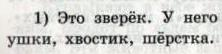 1) Это зверёк. У него
ушки, хвостик, шёрстка.